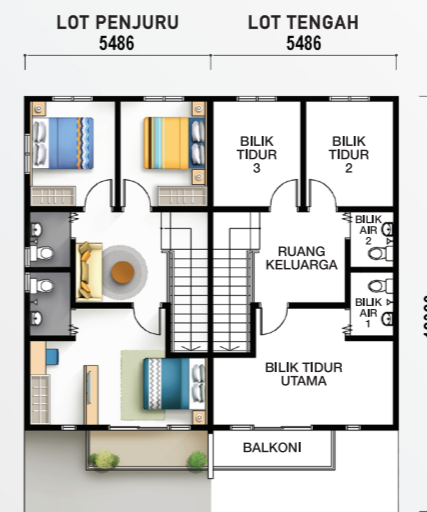 LOT PENJURU
5486
LOT TENGAH
5486
BILIK
TIDUR
3
BILIK
TIDUR
2
BILIK
AIR
2
RUANG
KELUARGA
BILIK
AIR
1
BILIK TIDUR
UTAMA
BALKONI